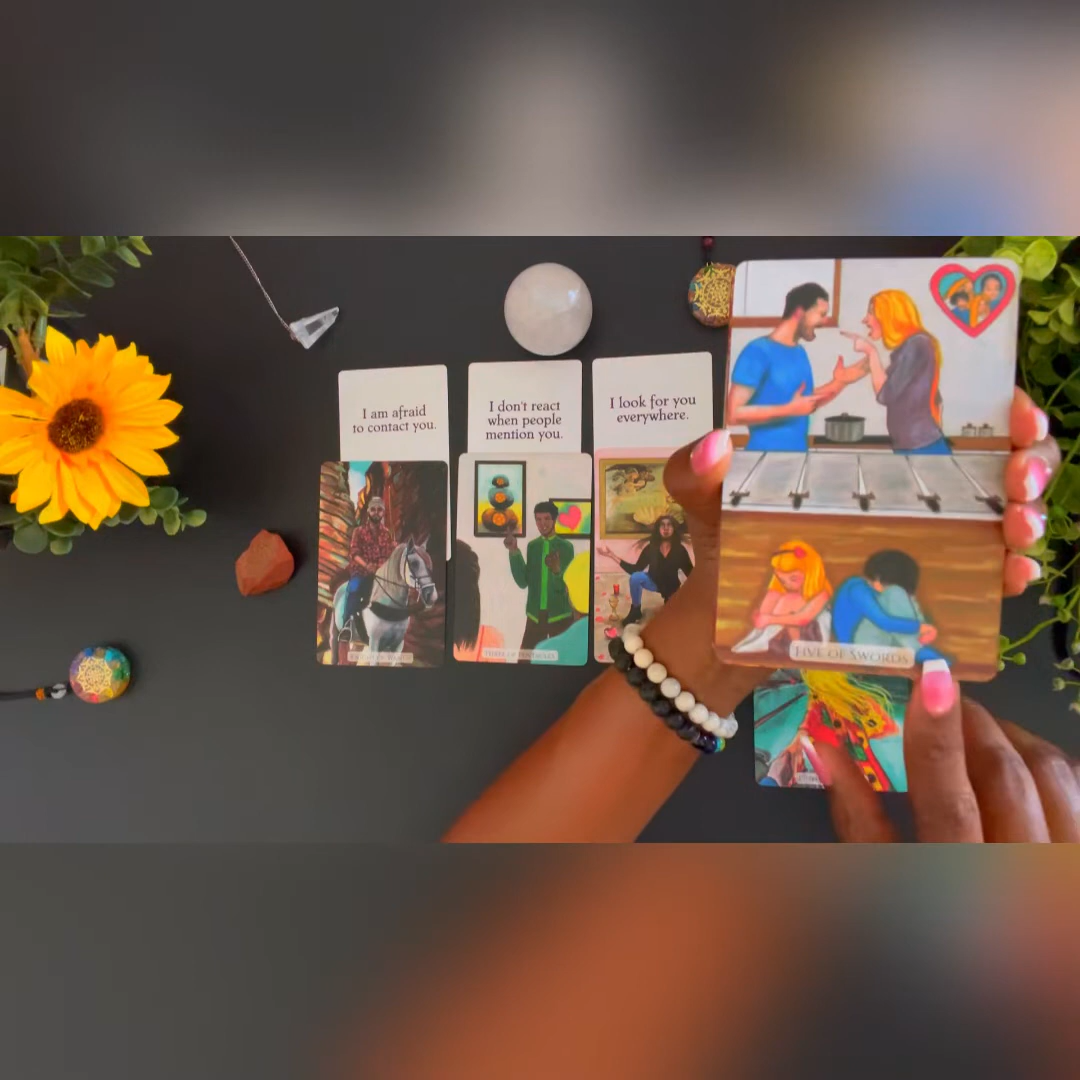 I am afraid
to contact you.
I don't react
when people
mention you.
I look for you
everywhere.
FIVE OF SWORDS